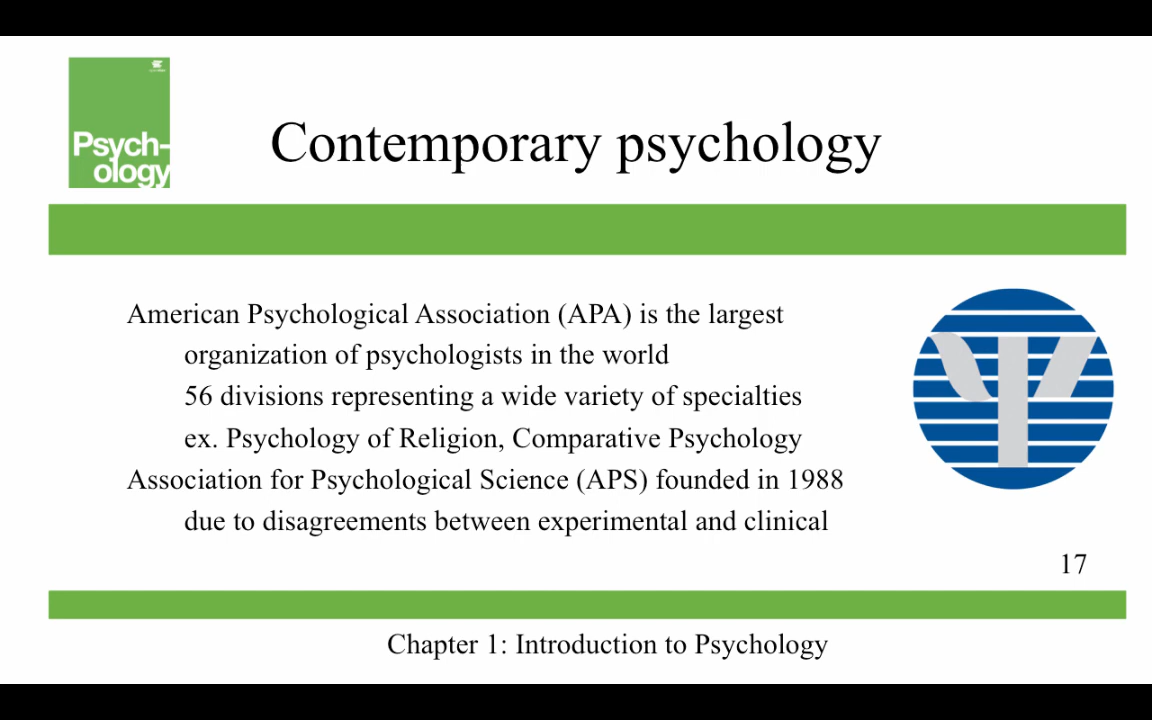 Psych-
ology
Contemporary psychology
American Psychological Association (APA) is the largest
organization of psychologists in the world
56 divisions representing a wide variety of specialties
ex. Psychology of Religion, Comparative Psychology
Association for Psychological Science (APS) founded in 1988
due to disagreements between experimental and clinical
17
Chapter 1: Introduction to Psychology